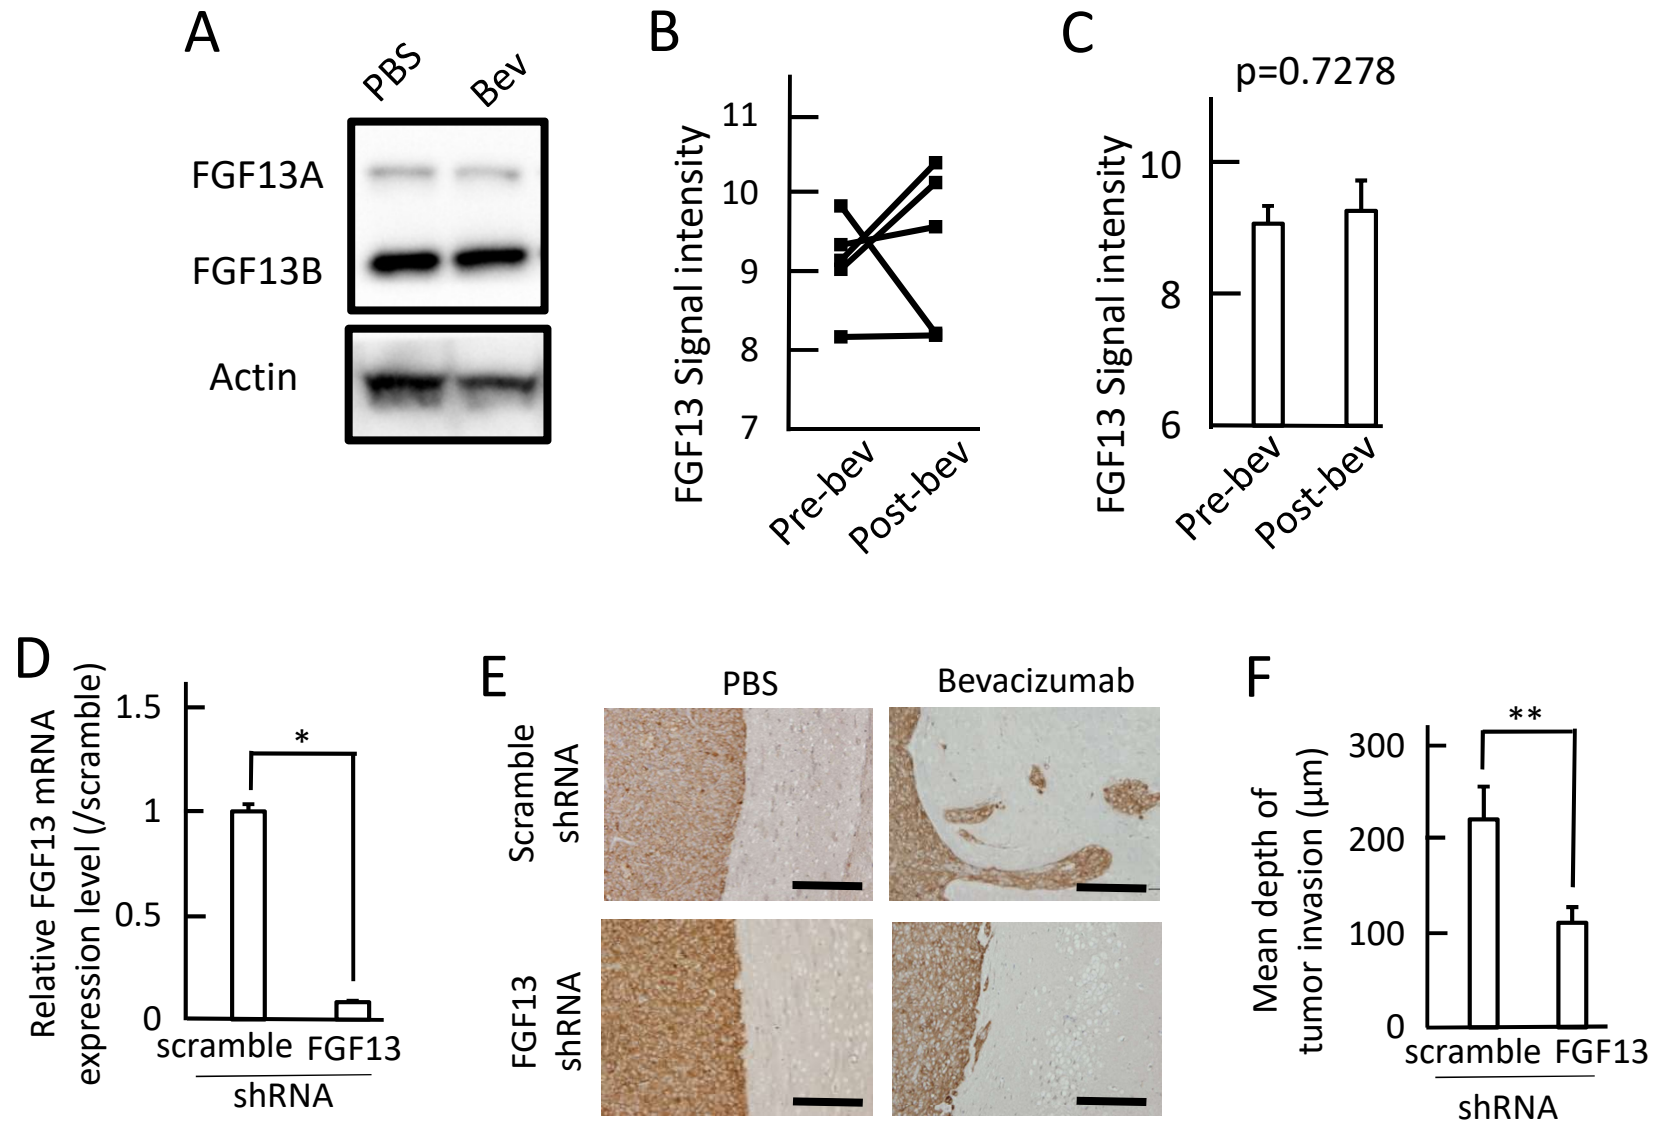 A
PBS
Bev
FGF13A
FGF13B
Actin
B
FGF13 Signal intensity
11
10
9
8
7
Pre-bev
Post-bev
C
p=0.7278
FGF13 Signal intensity
10
8
6
Pre-bev
Post-bev
D
Relative FGF13 mRNA
expression level (/scramble)
1.5
1
0.5
0
*
scramble
FGF13
shRNA
E
PBS
Bevacizumab
Scramble
shRNA
FGF13
shRNA
F
Mean depth of
tumor invasion (μm)
300
200
100
0
**
scramble
FGF13
shRNA